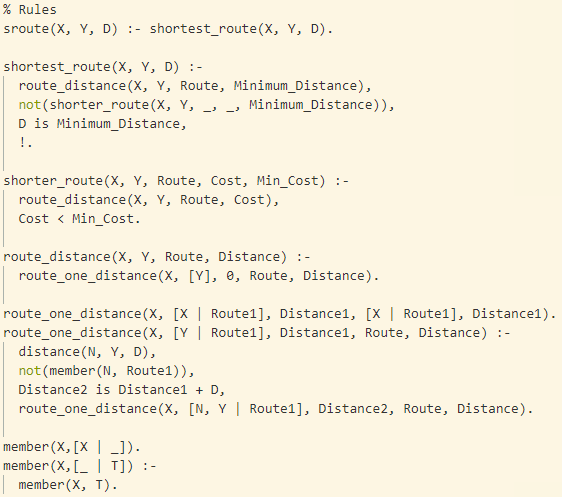 % Rules
sroute(X, Y, D) :- shortest_route(X, Y, D).
shortest_route(X, Y, D) :-
route_distance(X, Y, Route, Minimum_Distance),
not(shorter_route(X, Y, _, _, Minimum_Distance)),
D is Minimum_Distance,
!.
shorter_route(X, Y, Route, Cost, Min_Cost) :-
route_distance(X, Y, Route, Cost),
Cost < Min_Cost.
route_distance(X, Y, Route, Distance) :-
route_one_distance(X, [Y], 0, Route, Distance).
route_one_distance(X, [X | Route1], Distance1, [X | Route1], Distance1).
route_one_distance(X, [Y | Route1], Distance1, Route, Distance) :-
distance(N, Y, D),
not(member(N, Route1)),
Distance2 is Distance1 + D,
route_one_distance(X, [N, Y | Route1], Distance2, Route, Distance).
member(X,[X | _]).
member(X,[_ | T]) :-
member(X, T).